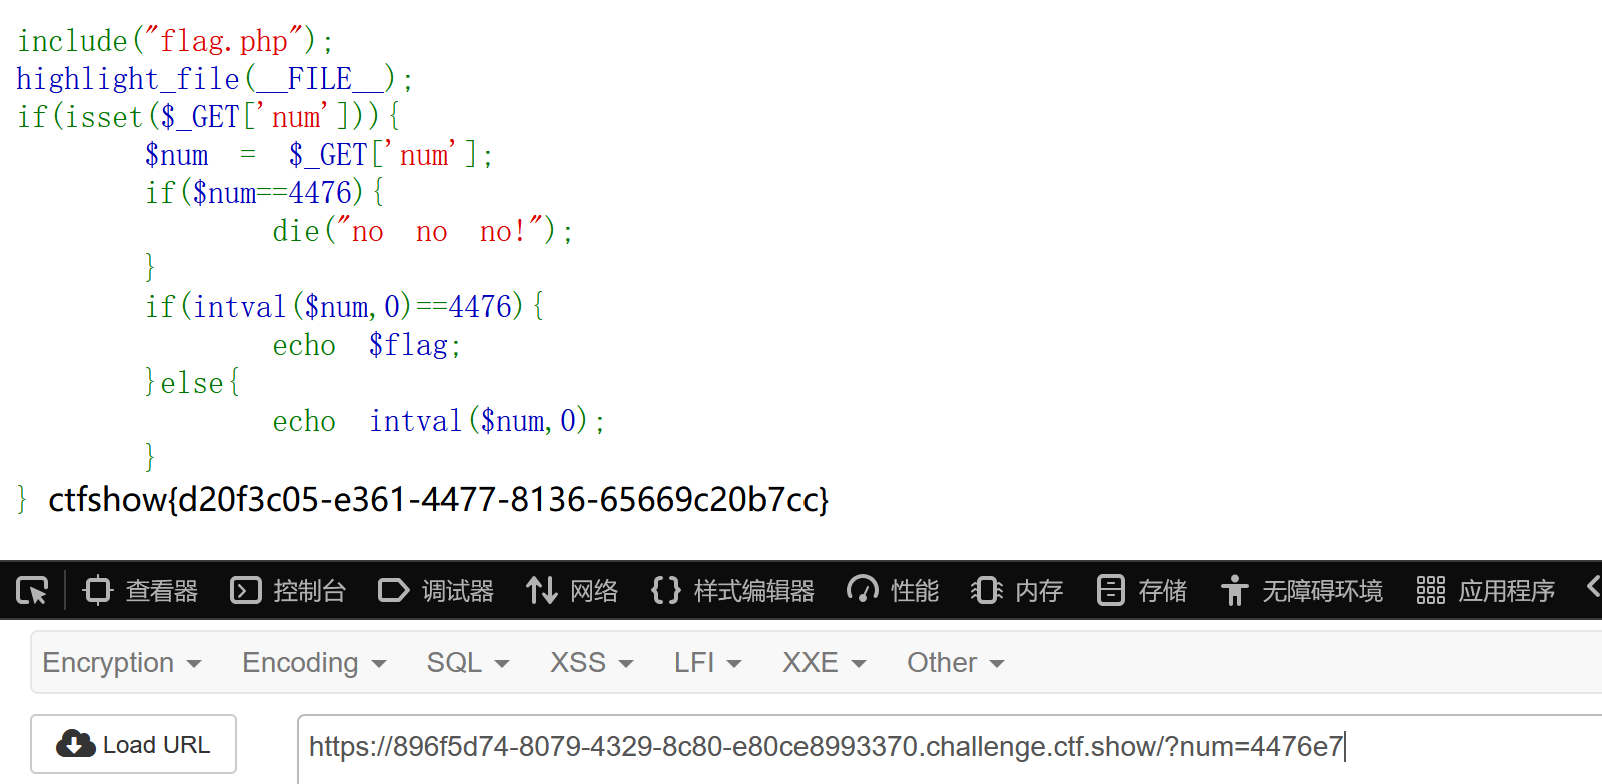 include("flag.php");
highlight_file(__FILE__);
if(isset($_GET['num'])){
$num = $_GET['num'];
if($num==4476){
die("no no no!");
}
if(intval($num,0)==4476){
echo $flag;
}else{
echo intval($num,0);
}
} ctfshow{d20f3c05-e361-4477-8136-65669c20b7cc}
查看器 控制台 调试器 网络 {} 样式编辑器 性能 内存 存储 无障碍环境 应用程序
Encryption Encoding SQL XSS LFI XXE Other
Load URL https://896f5d74-8079-4329-8c80-e80ce8993370.challenge.ctf.show/?num=4476e7